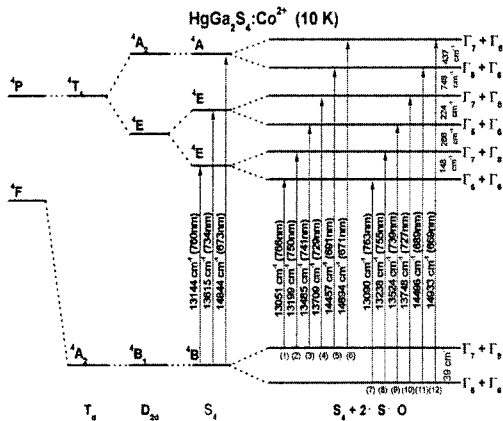 HgGa₂S₄:Co²⁺ (10 K)
⁴A₂
⁴A
Γ₇ + Γ₈
437 cm⁻¹
Γ₅ + Γ₆
⁴P
⁴T₁
748 cm⁻¹
⁴E
Γ₇ + Γ₈
224 cm⁻¹
Γ₅ + Γ₆
⁴E
286 cm⁻¹
⁴E
Γ₇ + Γ₈
148 cm⁻¹
Γ₅ + Γ₆
⁴F
13144 cm⁻¹ (760nm)
13615 cm⁻¹ (734nm)
14844 cm⁻¹ (673nm)
13051 cm⁻¹ (766nm)
13199 cm⁻¹ (750nm)
13485 cm⁻¹ (741nm)
13709 cm⁻¹ (729nm)
14457 cm⁻¹ (691nm)
14894 cm⁻¹ (671nm)
13090 cm⁻¹ (763nm)
13238 cm⁻¹ (755nm)
13524 cm⁻¹ (739nm)
13748 cm⁻¹ (727nm)
14496 cm⁻¹ (689nm)
14933 cm⁻¹ (669nm)
⁴A₂
⁴B₁
⁴B
(1) (2) (3) (4) (5) (6)
Γ₇ + Γ₈
39 cm⁻¹
(7) (8) (9) (10) (11) (12)
Γ₅ + Γ₆
T_d
D₂d
S₄
S₄ + 2· S· O